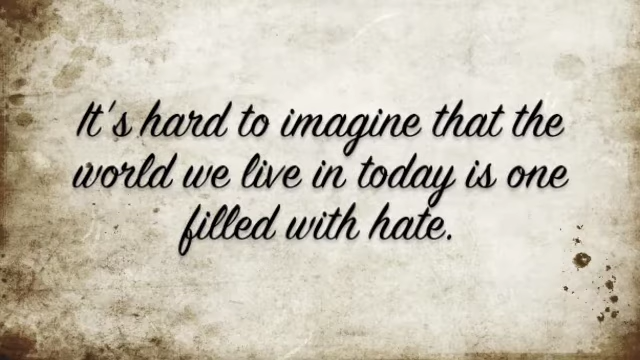 It's hard to imagine that the
world we live in today is one
filled with hate.